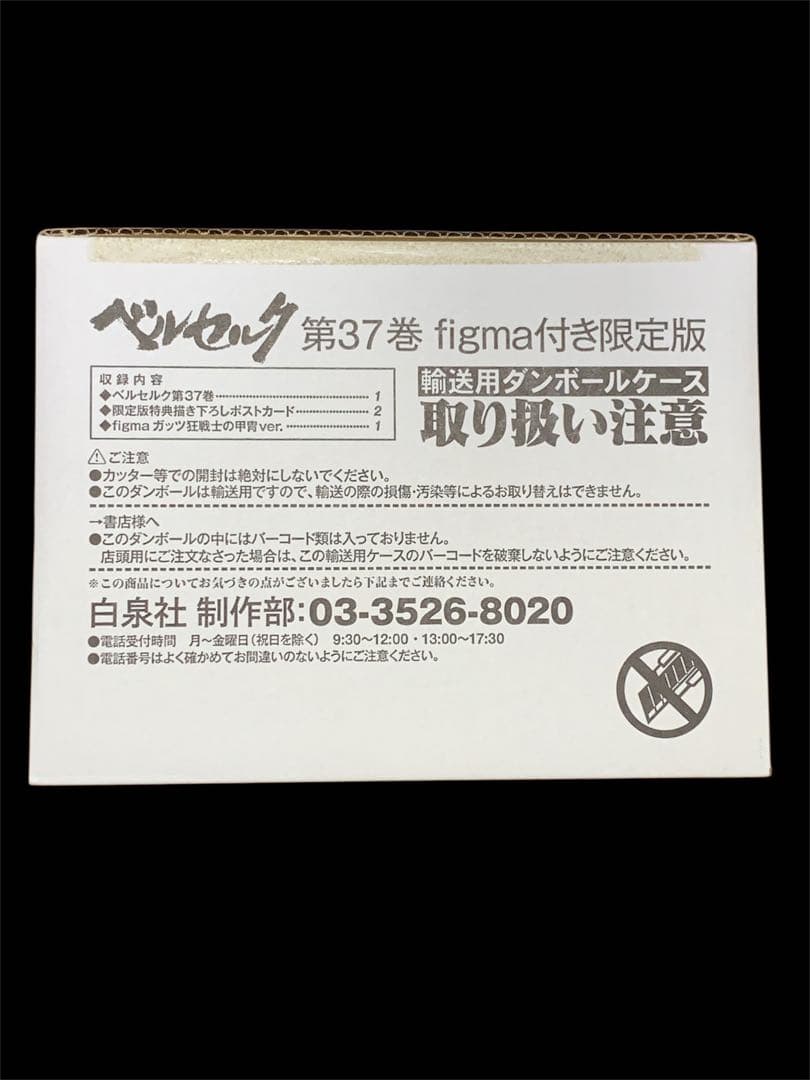 ベルセルク 第37巻 figma付き限定版
収録内容
◆ベルセルク第37巻 1
◆限定版特典描き下ろしポストカード 2
◆figma ガッツ狂戦士の甲冑ver. 1
輸送用ダンボールケース
取り扱い注意
⚠ご注意
●カッター等での開封は絶対にしないでください。
●このダンボールは輸送用ですので、輸送の際の損傷・汚染等によるお取り替えはできません。
→書店様へ
●このダンボールの中にはバーコード類は入っておりません。
店頭用にご注文なさった場合は、この輸送用ケースのバーコードを破棄しないようにご注意ください。
※この商品についてお気づきの点がございましたら下記までご連絡ください。
白泉社 制作部:03-3526-8020
●電話受付時間 月〜金曜日(祝日を除く) 9:30〜12:00・13:00〜17:30
●電話番号はよく確かめてお間違いのないようにご注意ください。